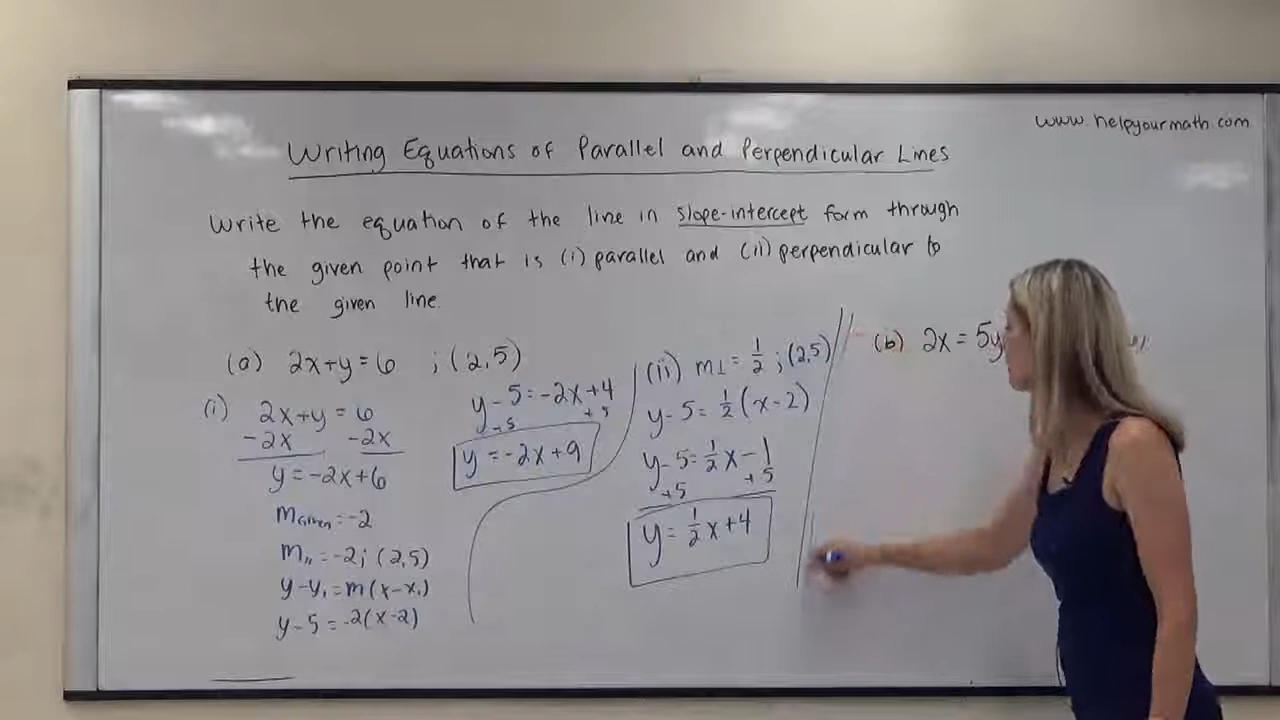 www.helpyourmath.com
Writing Equations of Parallel and Perpendicular Lines
Write the equation of the line in slope-intercept form through
the given point that is (i) parallel and (ii) perpendicular to
the given line.
(a) 2x+y=6 ; (2,5)
(i) 2x+y=6
-2x -2x
y=-2x+6
mGiven=-2
m॥=-2; (2,5)
y-y₁=m(x-x₁)
y-5=-2(x-2)
y-5=-2x+4
+5 +5
y=-2x+9
(ii) m⊥=1/2; (2,5)
y-5=1/2(x-2)
y-5=1/2x-1
+5 +5
y=1/2x+4
(b) 2x=5y